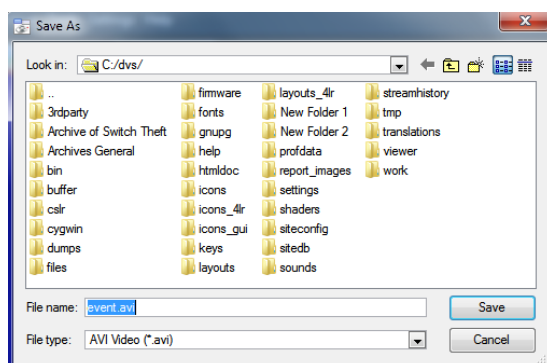 Save As
Look in: C:/dvs/
.. firmware layouts_4lr streamhistory
3rdparty fonts New Folder 1 tmp
Archive of Switch Theft gnupg New Folder 2 translations
Archives General help profdata viewer
bin htmldoc report_images work
buffer icons settings
cslr icons_4lr shaders
cygwin icons_gui siteconfig
dumps keys sitedb
files layouts sounds
File name: event.avi Save
File type: AVI Video (*.avi) Cancel